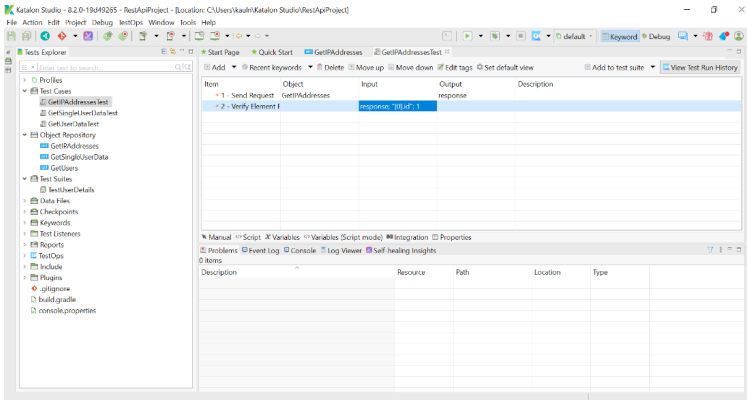 Katalon Studio - 8.2.0-19d49265 - RestApiProject - [Location: C:\Users\kauln\Katalon Studio\RestApiProject]
File Action Edit Project Debug TestOps Window Tools Help
default Keyword Debug
Tests Explorer
Enter text to search...
Profiles
Test Cases
GetIPAddressesTest
GetSingleUserDataTest
GetUserDataTest
Object Repository
GetIPAddresses
GetSingleUserData
GetUsers
Test Suites
TestUserDetails
Data Files
Checkpoints
Keywords
Test Listeners
Reports
TestOps
Include
Plugins
.gitignore
build.gradle
console.properties
Start Page Quick Start GetIPAddresses GetIPAddressesTest
Add Recent keywords Delete Move up Move down Edit tags Set default view Add to test suite View Test Run History
Item Object Input Output Description
1 - Send Request GetIPAddresses response
2 - Verify Element F response; "[0].id"; 1
Manual Script Variables Variables (Script mode) Integration Properties
Problems Event Log Console Log Viewer Self-healing Insights
0 items
Description Resource Path Location Type